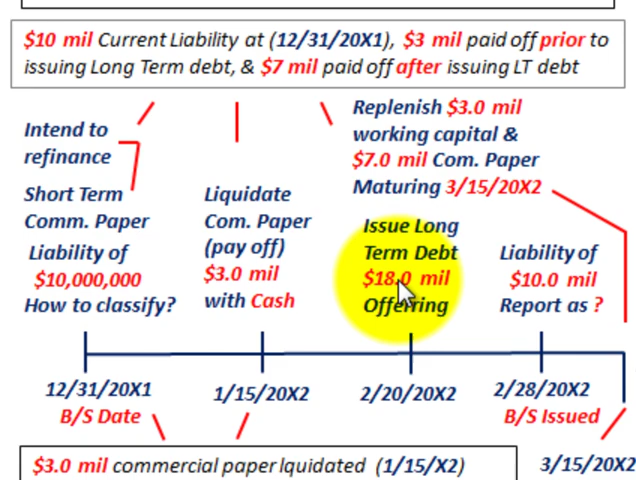 $10 mil Current Liability at (12/31/20X1), $3 mil paid off prior to
issuing Long Term debt, & $7 mil paid off after issuing LT debt
Intend to
refinance
Short Term
Comm. Paper
Liability of
$10,000,000
How to classify?
Liquidate
Com. Paper
(pay off)
$3.0 mil
with Cash
Replenish $3.0 mil
working capital &
$7.0 mil Com. Paper
Maturing 3/15/20X2
Issue Long
Term Debt
$18.0 mil
Offerring
Liability of
$10.0 mil
Report as ?
12/31/20X1
B/S Date
1/15/20X2
2/20/20X2
2/28/20X2
B/S Issued
3/15/20X2
$3.0 mil commercial paper lquidated (1/15/X2)